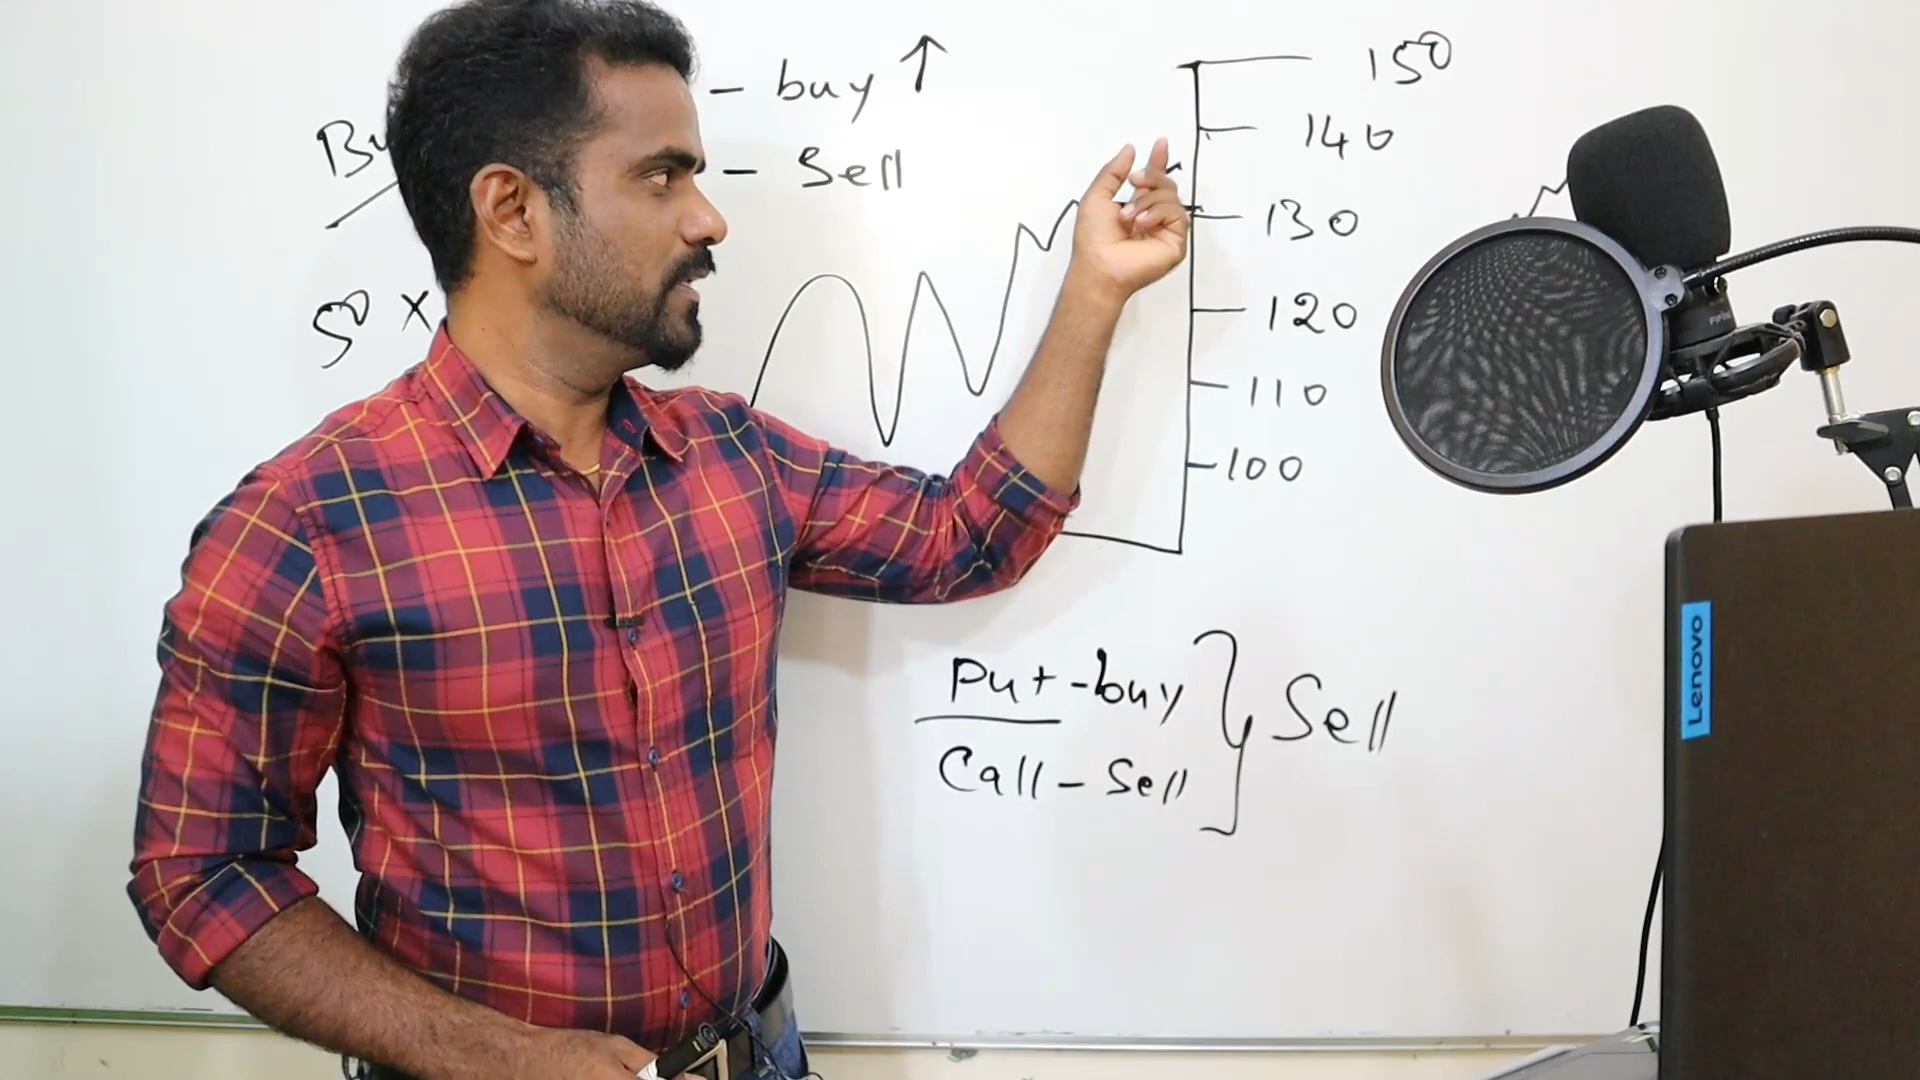 - buy ↑
- Sell
150
140
130
120
110
100
Put - buy } Sell
Call - Sell
Lenovo